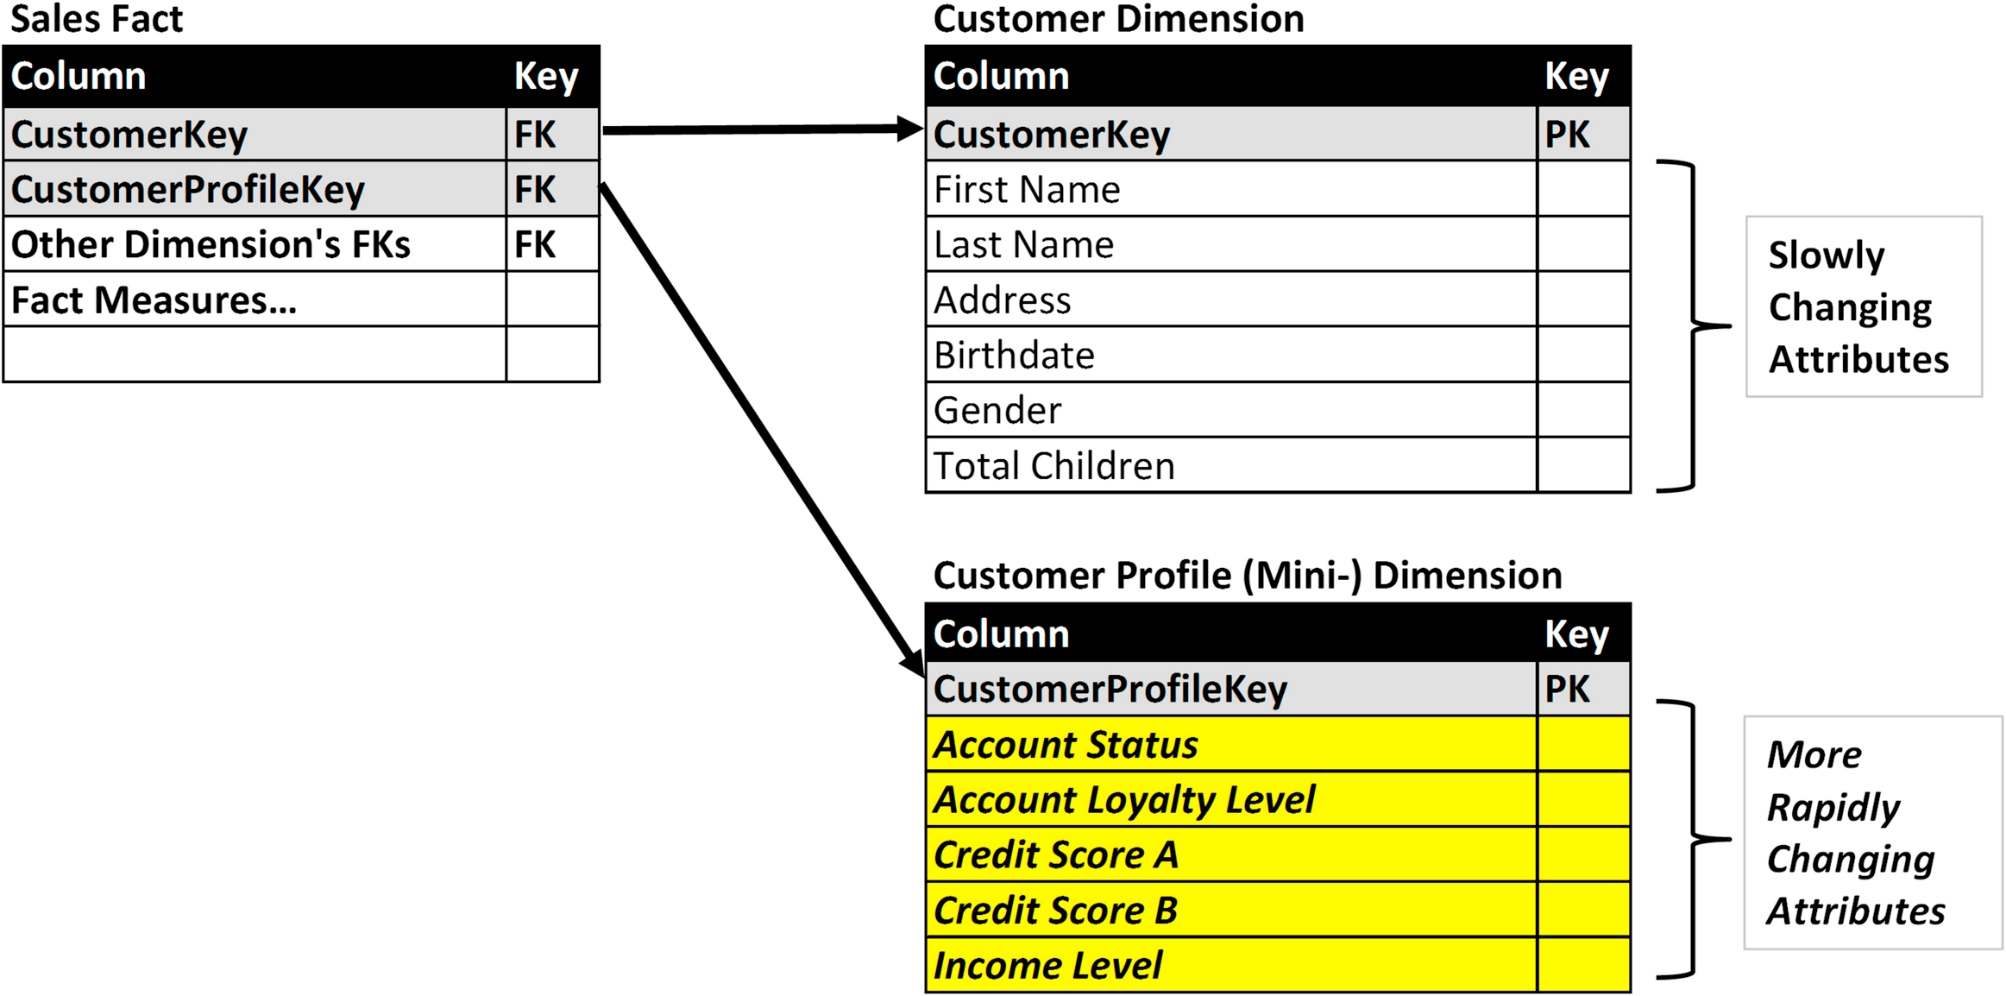 Sales Fact
Column Key
CustomerKey FK
CustomerProfileKey FK
Other Dimension's FKs FK
Fact Measures...
Customer Dimension
Column Key
CustomerKey PK
First Name
Last Name
Address
Birthdate
Gender
Total Children
Slowly
Changing
Attributes
Customer Profile (Mini-) Dimension
Column Key
CustomerProfileKey PK
Account Status
Account Loyalty Level
Credit Score A
Credit Score B
Income Level
More
Rapidly
Changing
Attributes